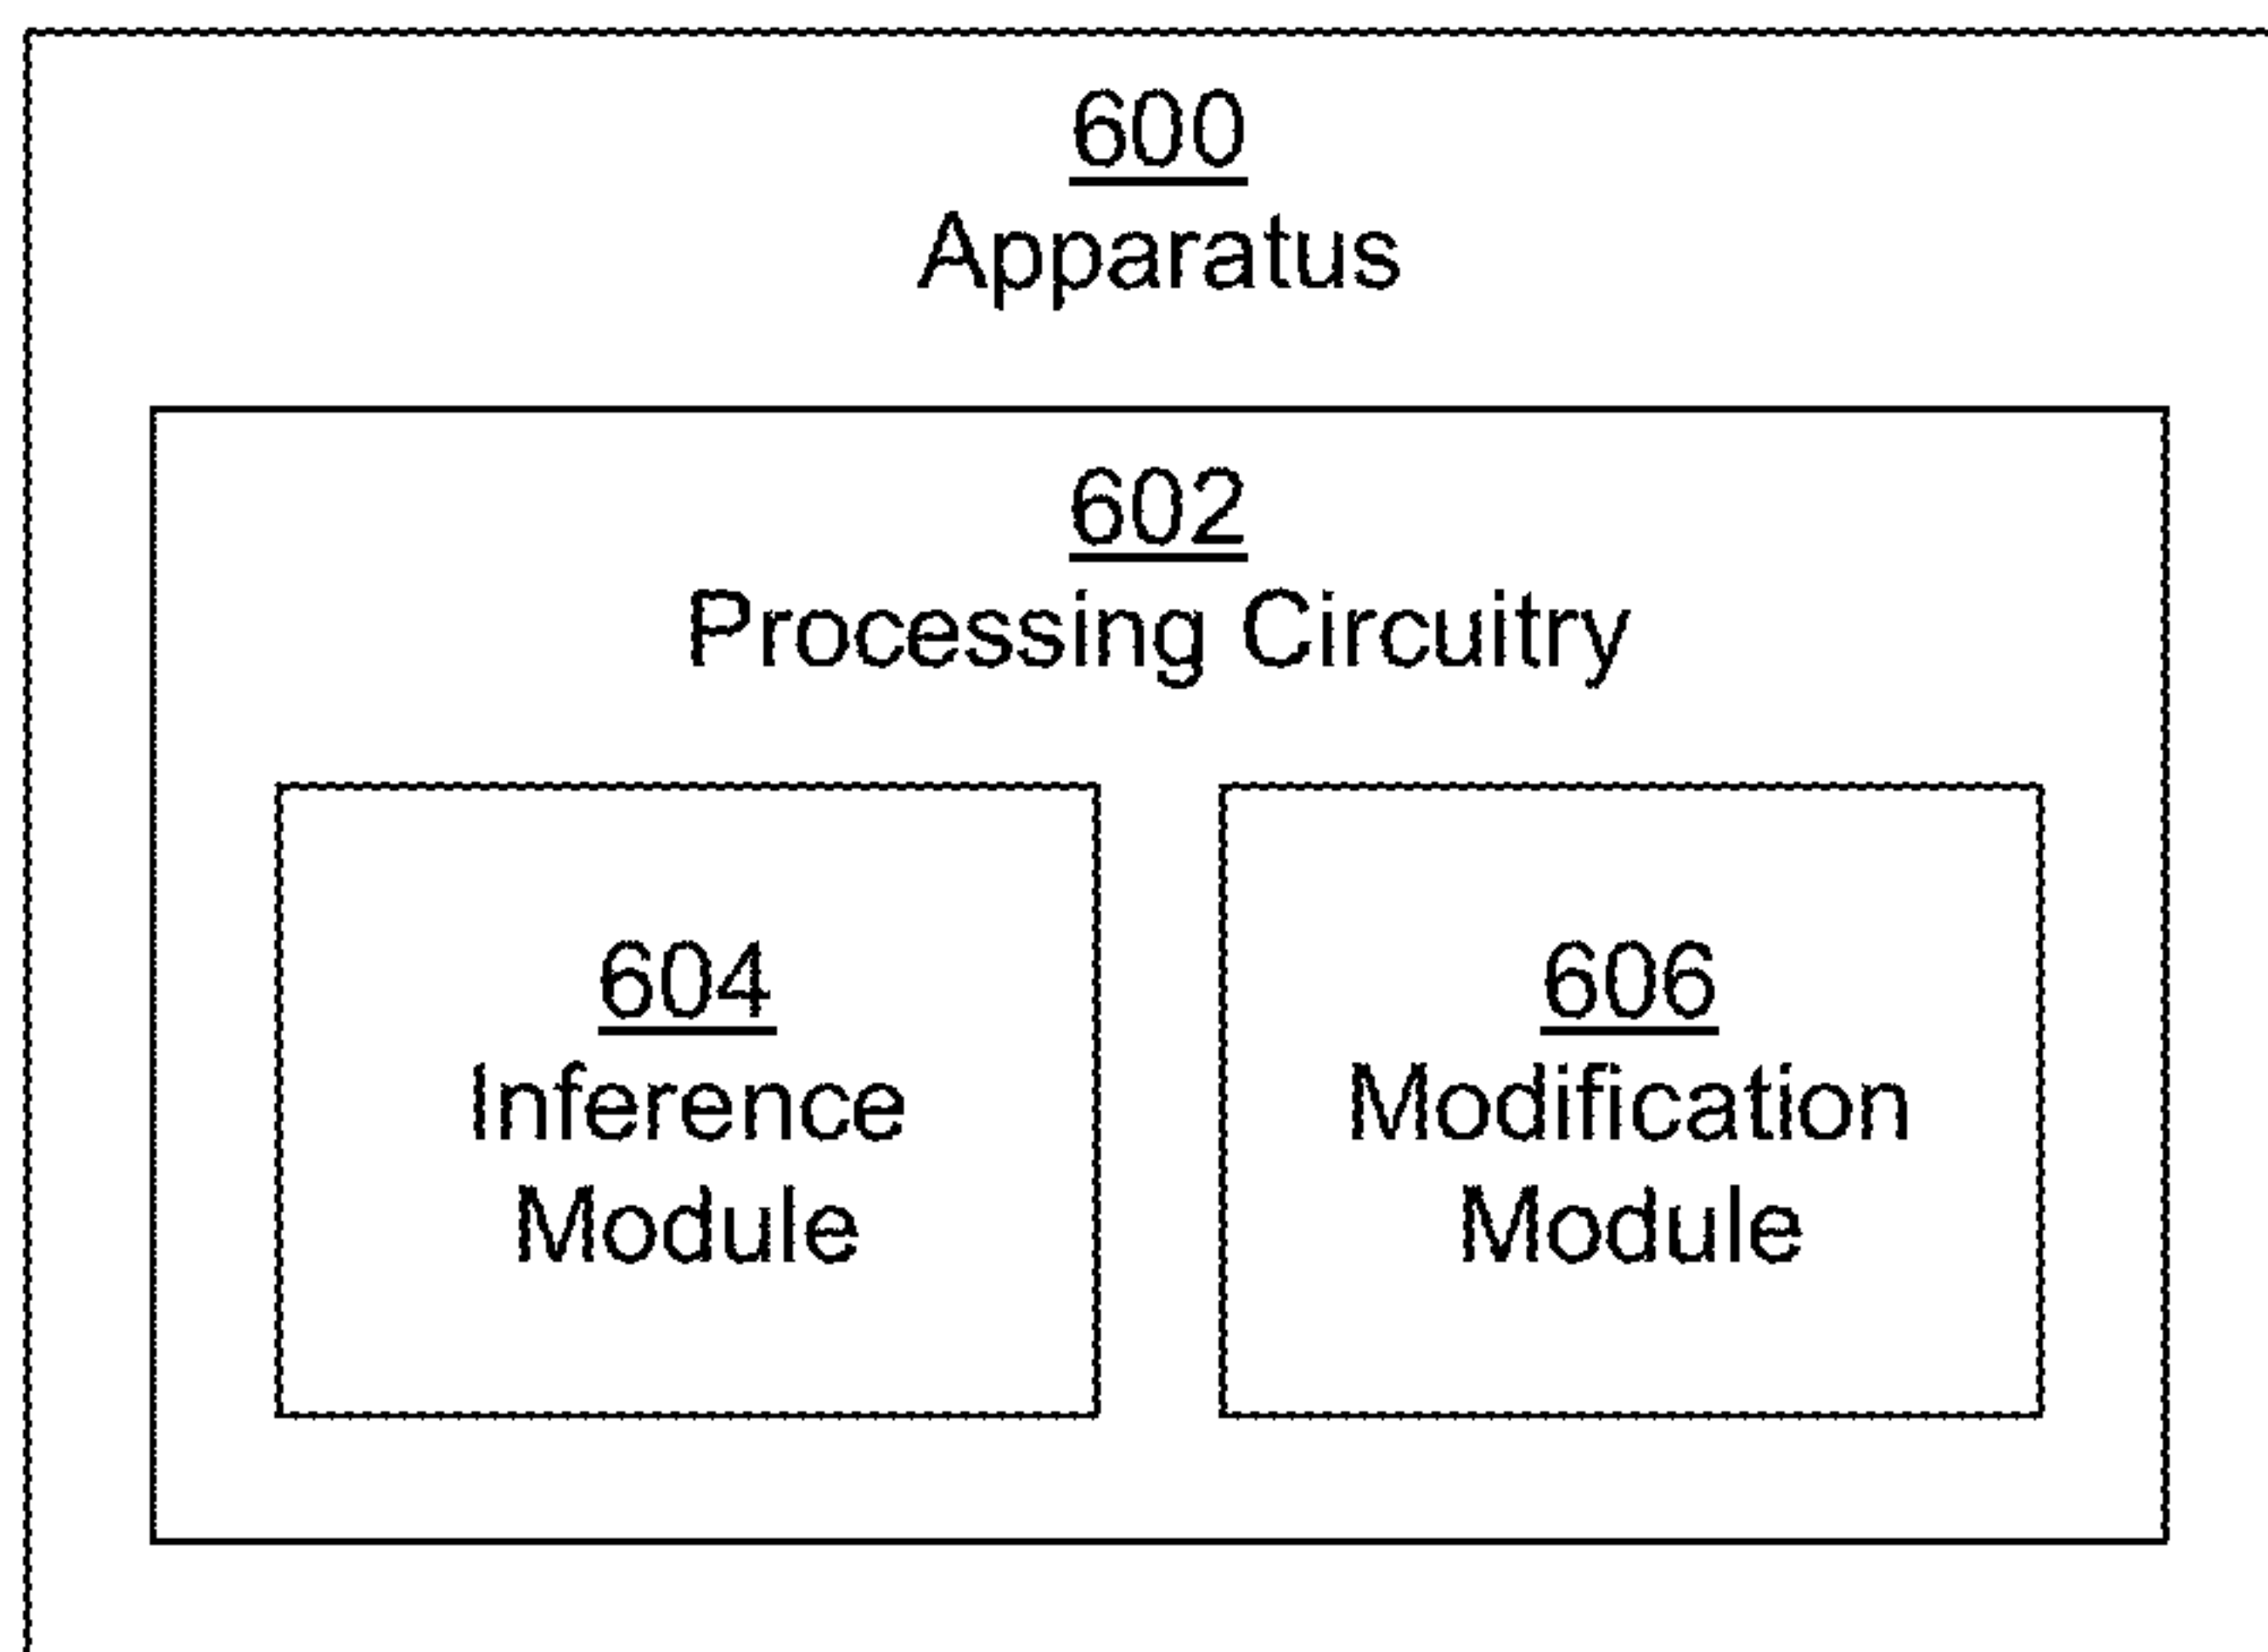 600
Apparatus
602
Processing Circuitry
604
Inference
Module
606
Modification
Module